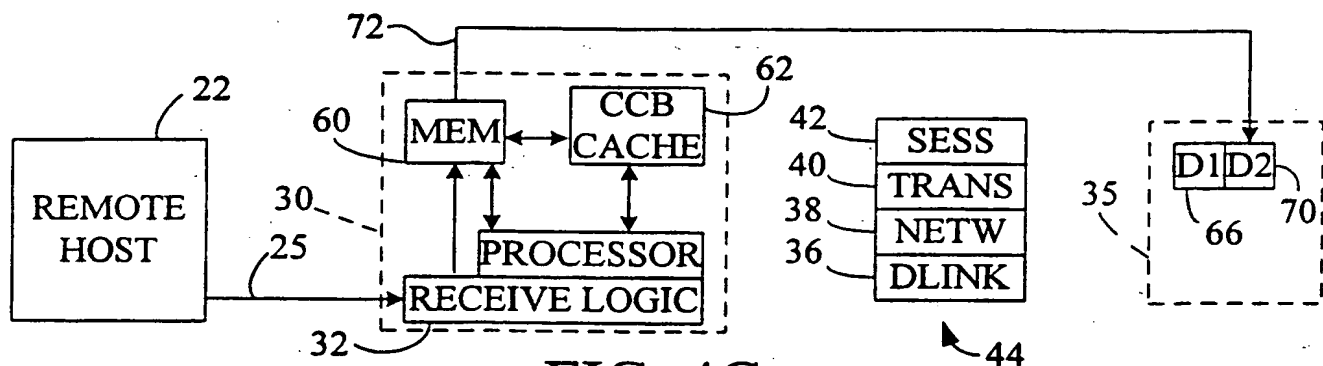 72
22
60
MEM
CCB
CACHE
62
42
SESS
40
TRANS
38
NETW
36
DLINK
44
D1
D2
35
66
70
REMOTE
HOST
25
30
PROCESSOR
RECEIVE LOGIC
32